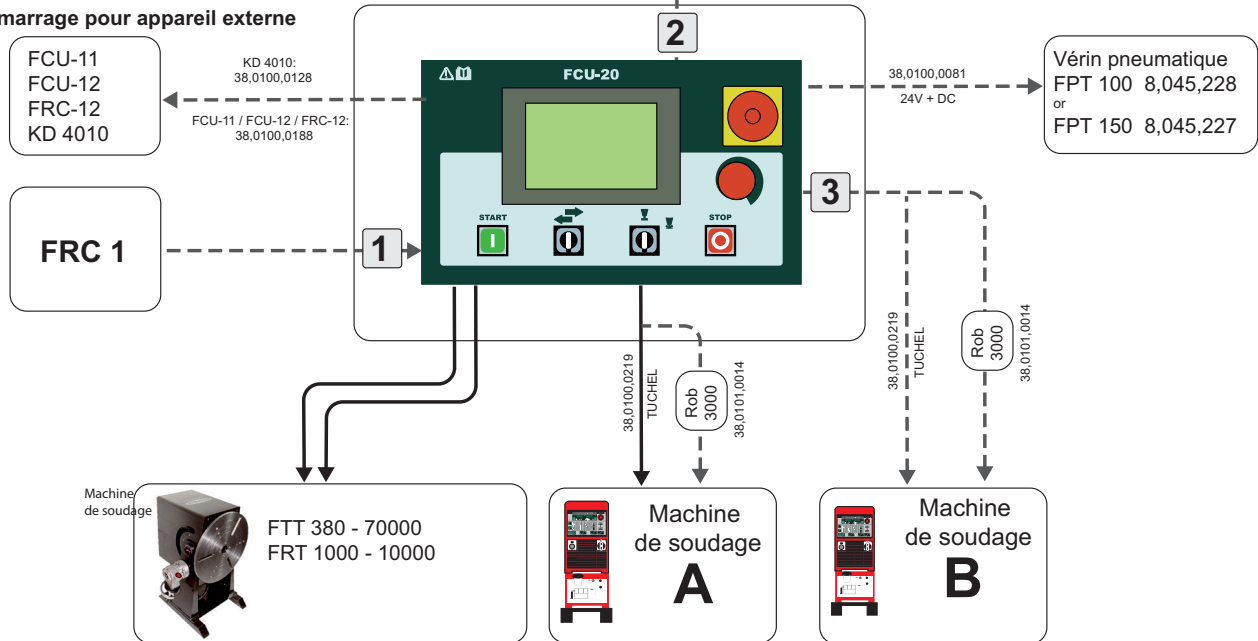 marrage pour appareil externe
2
FCU-11
FCU-12
FRC-12
KD 4010
KD 4010:
38,0100,0128
FCU-11 / FCU-12 / FRC-12:
38,0100,0188
FCU-20
38,0100,0081
24V + DC
Vérin pneumatique
FPT 100 8,045,228
or
FPT 150 8,045,227
FRC 1
1
START
STOP
3
38,0100,0219
TUCHEL
Rob
3000
38,0101,0014
38,0100,0219
TUCHEL
Rob
3000
38,0101,0014
Machine
de soudage
FTT 380 - 70000
FRT 1000 - 10000
Machine
de soudage
A
Machine
de soudage
B